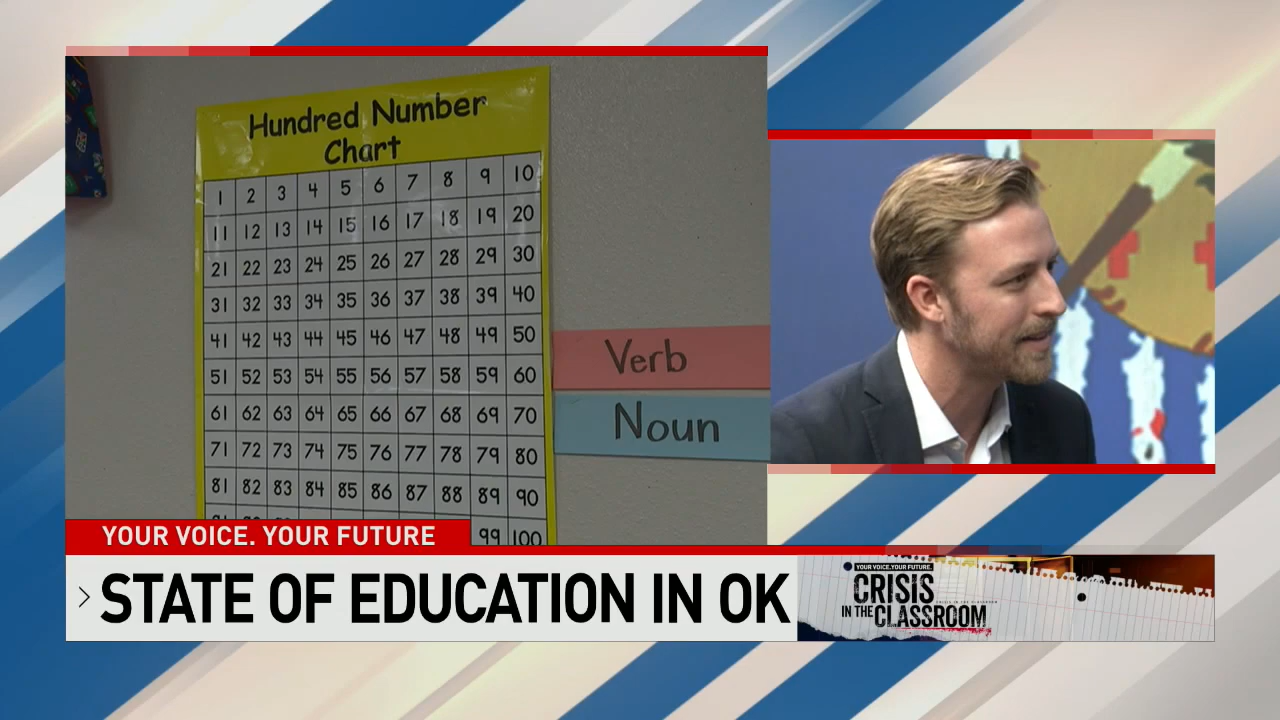 Hundred Number
Chart
1 2 3 4 5 6 7 8 9 10
11 12 13 14 15 16 17 18 19 20
21 22 23 24 25 26 27 28 29 30
31 32 33 34 35 36 37 38 39 40
41 42 43 44 45 46 47 48 49 50
51 52 53 54 55 56 57 58 59 60
61 62 63 64 65 66 67 68 69 70
71 72 73 74 75 76 77 78 79 80
81 82 83 84 85 86 87 88 89 90
99 100
Verb
Noun
YOUR VOICE. YOUR FUTURE
STATE OF EDUCATION IN OK
YOUR VOICE. YOUR FUTURE.
CRISIS
IN THE CLASSROOM